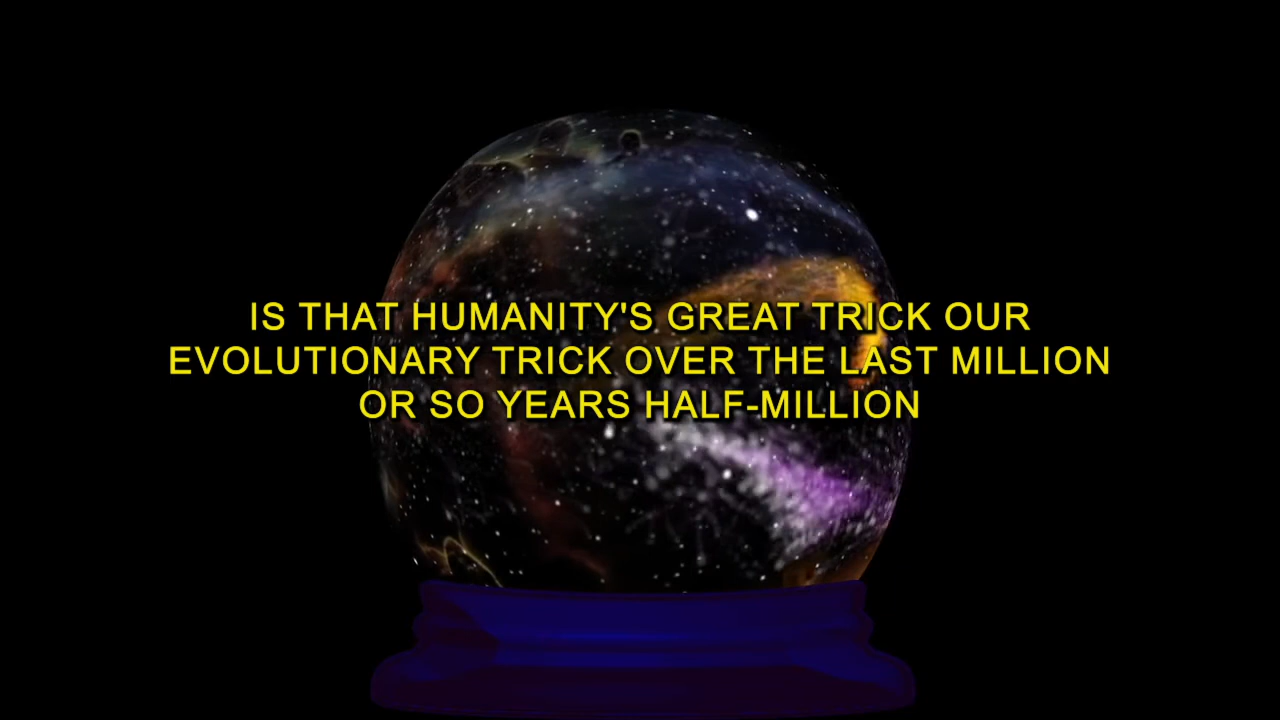 IS THAT HUMANITY'S GREAT TRICK OUR
EVOLUTIONARY TRICK OVER THE LAST MILLION
OR SO YEARS HALF-MILLION